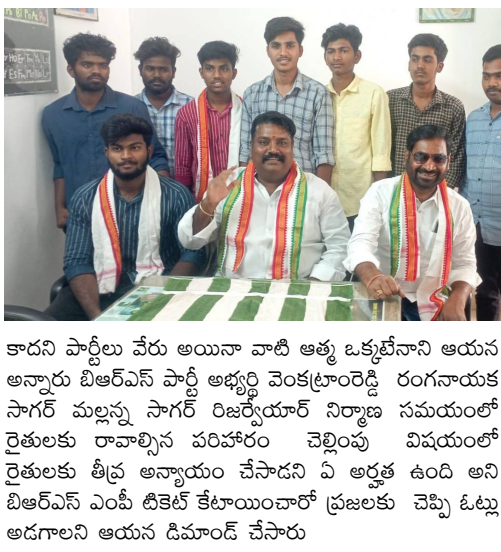 కాదని పార్టీలు వేరు అయినా వాటి ఆత్మ ఒక్కటేనాని ఆయన
అన్నారు బిఆర్ఎస్ పార్టీ అభ్యర్థి వెంకట్రాంరెడ్డి రంగనాయక
సాగర్ మల్లన్న సాగర్ రిజర్వేయార్ నిర్మాణ సమయంలో
రైతులకు రావాల్సిన పరిహారం చెల్లింపు విషయంలో
రైతులకు తీవ్ర అన్యాయం చేసాడని ఏ అర్హత ఉంది అని
బిఆర్ఎస్ ఎంపీ టికెట్ కేటాయించారో ప్రజలకు చెప్పి ఓట్లు
అడగాలని ఆయన డిమాండ్ చేసారు